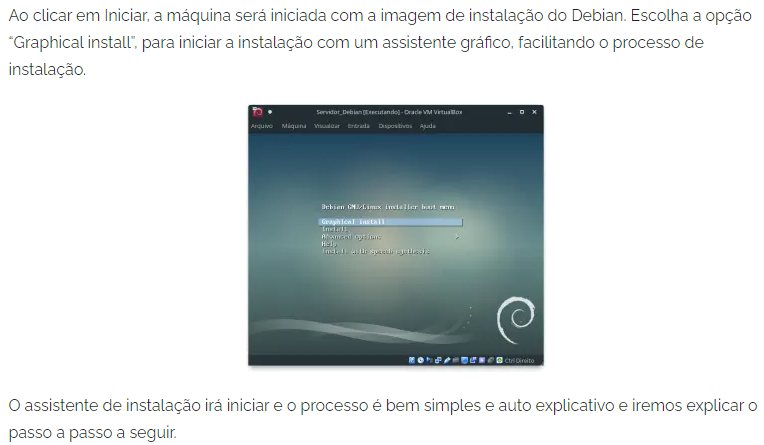 Ao clicar em Iniciar, a máquina será iniciada com a imagem de instalação do Debian. Escolha a opção
“Graphical install”, para iniciar a instalação com um assistente gráfico, facilitando o processo de
instalação.
Servidor_Debian [Executando] - Oracle VM VirtualBox
Arquivo Máquina Visualizar Entrada Dispositivos Ajuda
Debian GNU/Linux installer boot menu
Graphical install
Install
Advanced options >
Help
Install with speech synthesis
Ctrl Direito
O assistente de instalação irá iniciar e o processo é bem simples e auto explicativo e iremos explicar o
passo a passo a seguir.